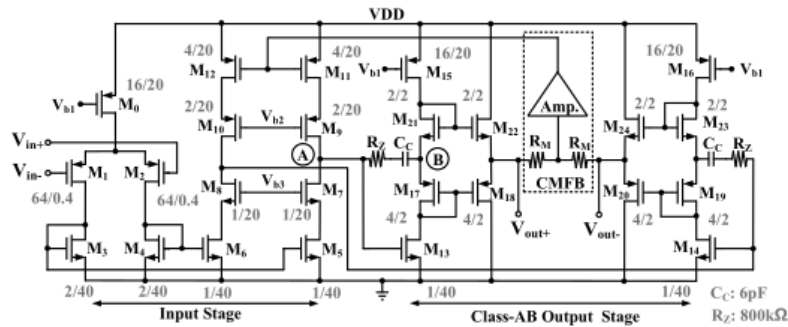 VDD
4/20 4/20 16/20 16/20
M12 M11 Vb1 M15 M16 Vb1
16/20 2/2 2/2 Amp. 2/2 2/2
Vb1 M0 2/20 Vb2 2/20
M10 M9 M21 M22 M24 M23
Vin+ A RZ CC B RM RM CC RZ
Vin- M1 M2 M8 Vb3 M7 M17 M18 CMFB M20 M19
64/0.4 64/0.4 1/20 1/20 4/2 4/2 Vout+ Vout- 4/2 4/2
M3 M4 M6 M5 M13 M14
2/40 2/40 1/40 1/40 1/40 1/40 CC: 6pF
Input Stage Class-AB Output Stage RZ: 800kΩ